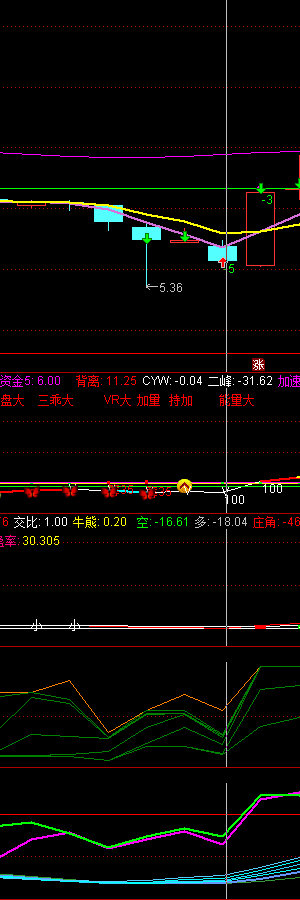 -3
5
←5.36
涨
资金5: 6.00 背离: 11.25 CYW: -0.04 二峰: -31.62 加速
盘大 三乖大 VR大 加量 持加 能量大
100
100
6 交比: 1.00 牛熊: 0.20 空: -16.61 多: -18.04 庄角: -46
率: 30.305
小 小